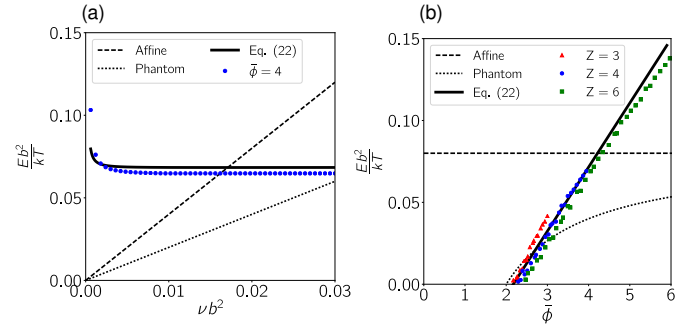 (a)
0.15
0.10
0.05
0.00
Eb²/kT
Affine
Phantom
Eq. (22)
ϕ̄ = 4
0.00
0.01
0.02
0.03
νb²
(b)
0.15
0.10
0.05
0.00
Eb²/kT
Affine
Phantom
Eq. (22)
Z = 3
Z = 4
Z = 6
0 1 2 3 4 5 6
ϕ̄